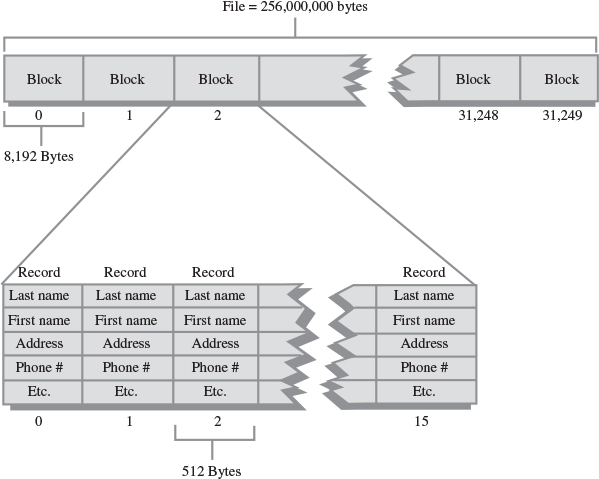 File = 256,000,000 bytes
Block Block Block Block Block
0 1 2 31,248 31,249
8,192 Bytes
Record Record Record Record
Last name Last name Last name Last name
First name First name First name First name
Address Address Address Address
Phone # Phone # Phone # Phone #
Etc. Etc. Etc. Etc.
0 1 2 15
512 Bytes